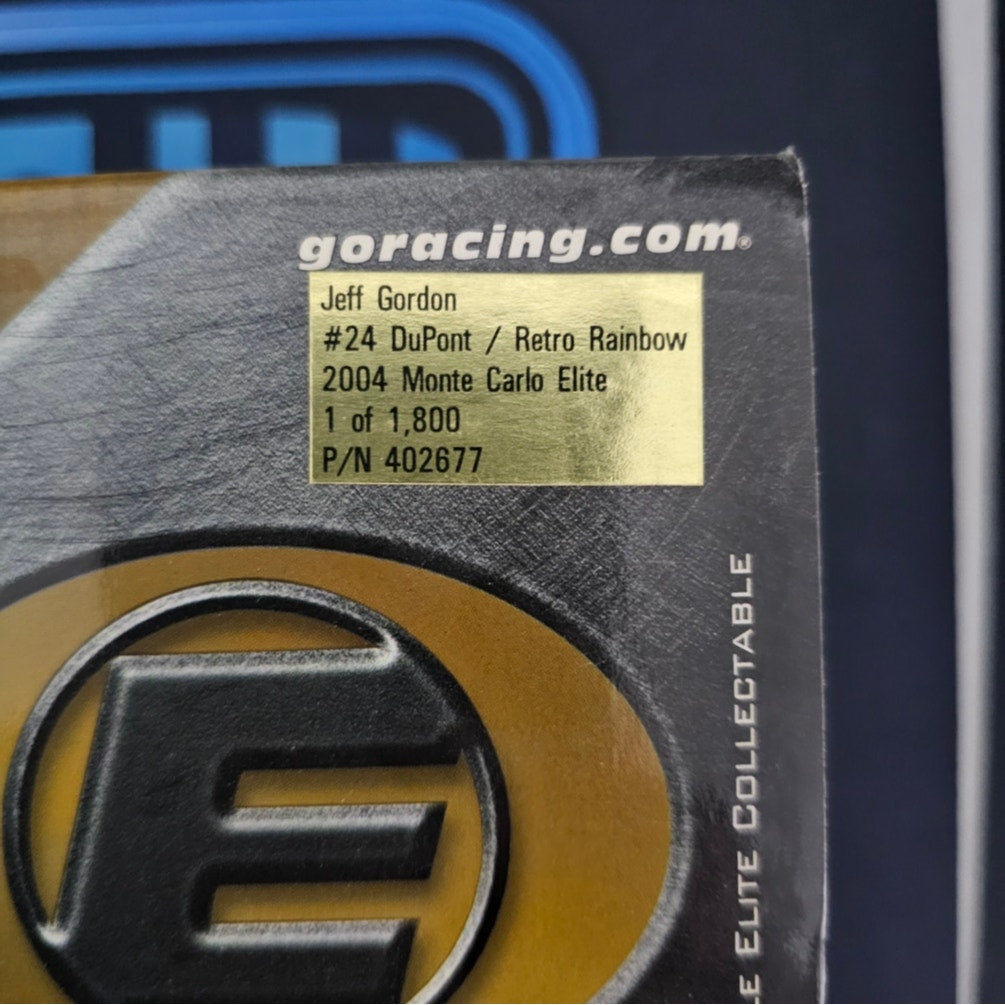 goracing.com®
Jeff Gordon
#24 DuPont / Retro Rainbow
2004 Monte Carlo Elite
1 of 1,800
P/N 402677
E
ELITE COLLECTABLE